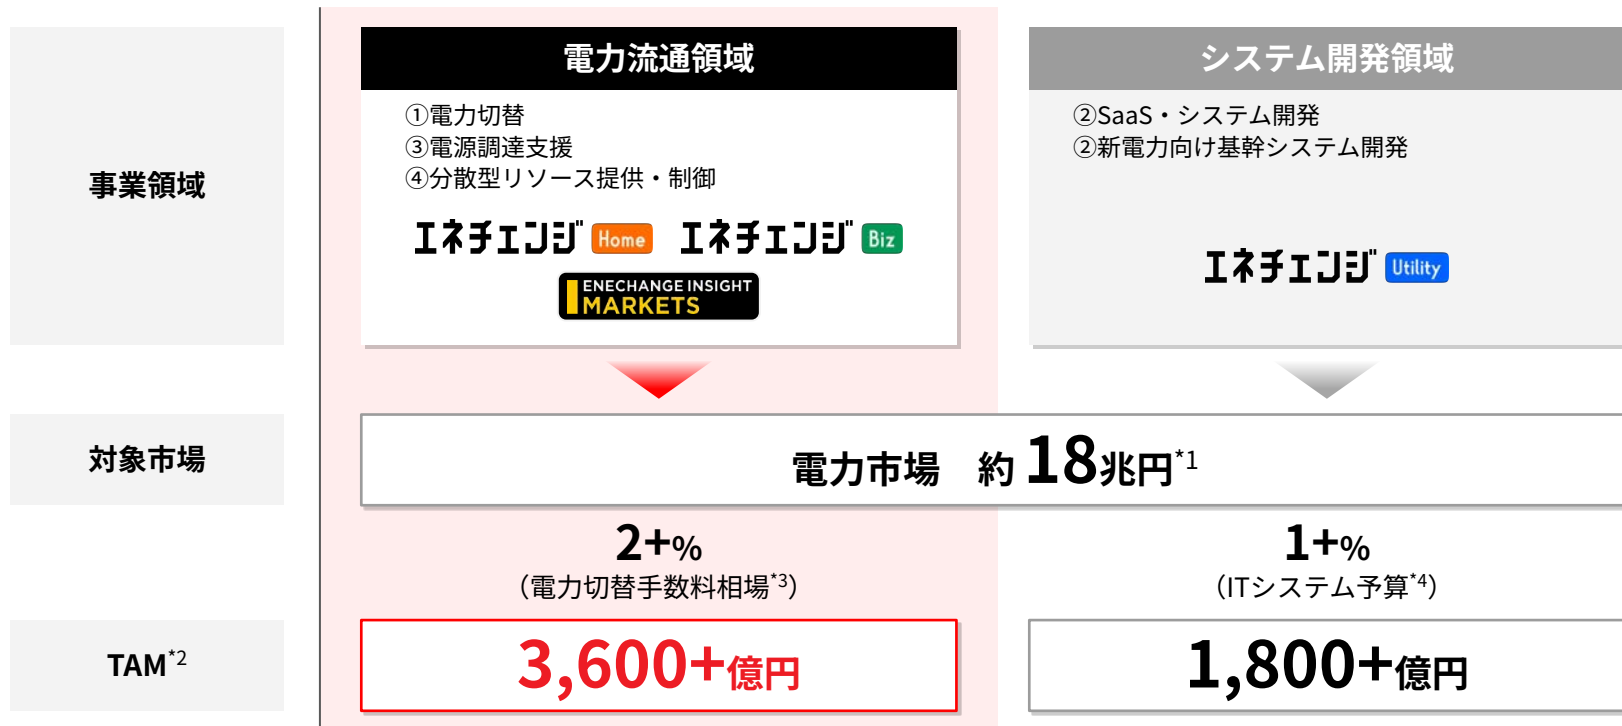 事業領域
電力流通領域
①電力切替
③電源調達支援
④分散型リソース提供・制御
エネチェンジ Home エネチェンジ Biz
ENECHANGE INSIGHT
MARKETS
システム開発領域
②SaaS・システム開発
②新電力向け基幹システム開発
エネチェンジ Utility
対象市場
電力市場 約18兆円*1
2+%
（電力切替手数料相場*3）
1+%
（ITシステム予算*4）
TAM*2
3,600+億円
1,800+億円